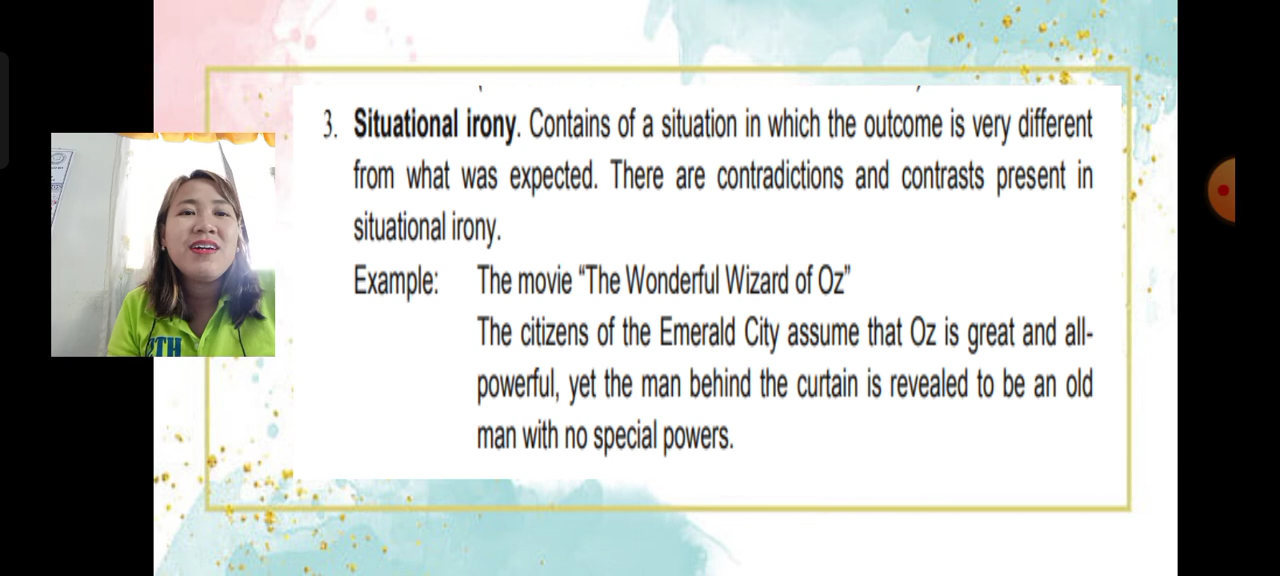 3. Situational irony. Contains of a situation in which the outcome is very different
from what was expected. There are contradictions and contrasts present in
situational irony.
Example: The movie “The Wonderful Wizard of Oz”
The citizens of the Emerald City assume that Oz is great and all-
powerful, yet the man behind the curtain is revealed to be an old
man with no special powers.